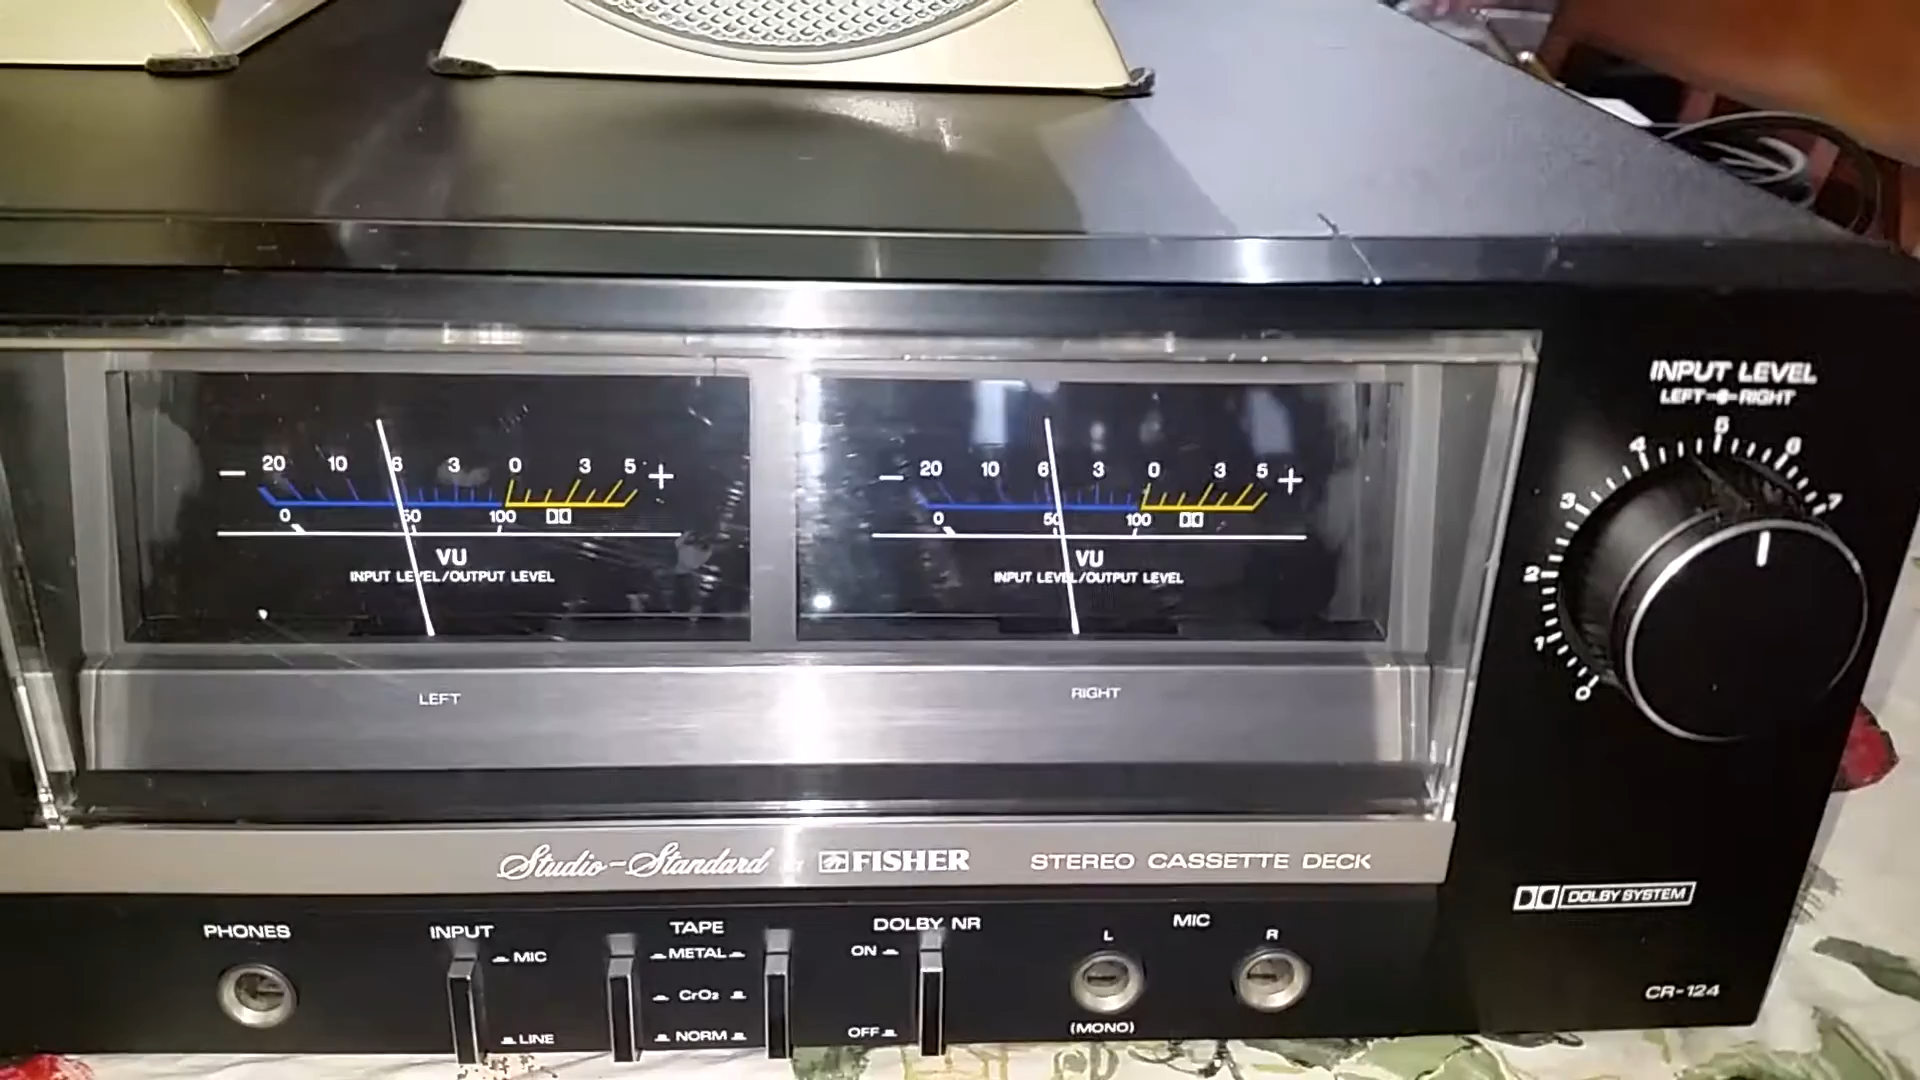 INPUT LEVEL
LEFT RIGHT
0 1 2 3 4 5 6 7
− 20 10 6 3 0 3 5 +
0 50 100
VU
INPUT LEVEL/OUTPUT LEVEL
LEFT
− 20 10 6 3 0 3 5 +
0 50 100
VU
INPUT LEVEL/OUTPUT LEVEL
RIGHT
Studio-Standard FISHER STEREO CASSETTE DECK
DOLBY SYSTEM
CR-124
PHONES
INPUT
MIC
LINE
TAPE
METAL
CrO₂
NORM
DOLBY NR
ON
OFF
MIC
L R
(MONO)